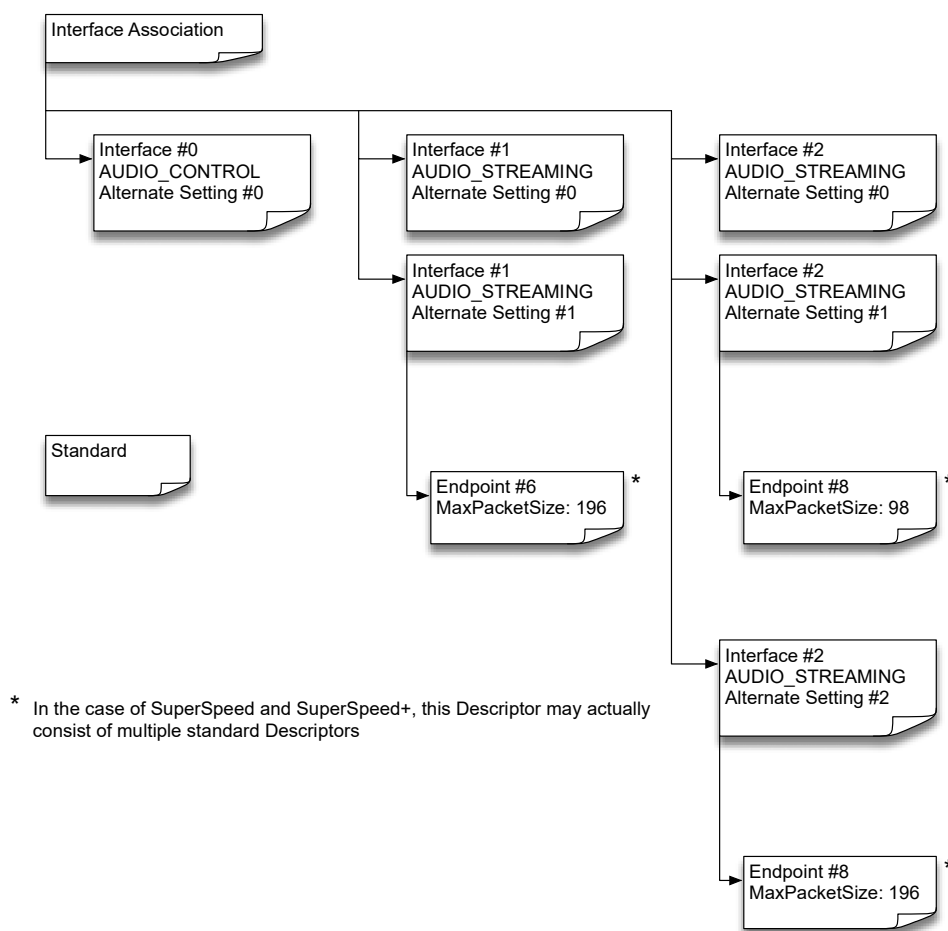 Interface Association
Interface #0
AUDIO_CONTROL
Alternate Setting #0
Interface #1
AUDIO_STREAMING
Alternate Setting #0
Interface #2
AUDIO_STREAMING
Alternate Setting #0
Interface #1
AUDIO_STREAMING
Alternate Setting #1
Interface #2
AUDIO_STREAMING
Alternate Setting #1
Standard
Endpoint #6
MaxPacketSize: 196
*
Endpoint #8
MaxPacketSize: 98
*
Interface #2
AUDIO_STREAMING
Alternate Setting #2
* In the case of SuperSpeed and SuperSpeed+, this Descriptor may actually
consist of multiple standard Descriptors
Endpoint #8
MaxPacketSize: 196
*